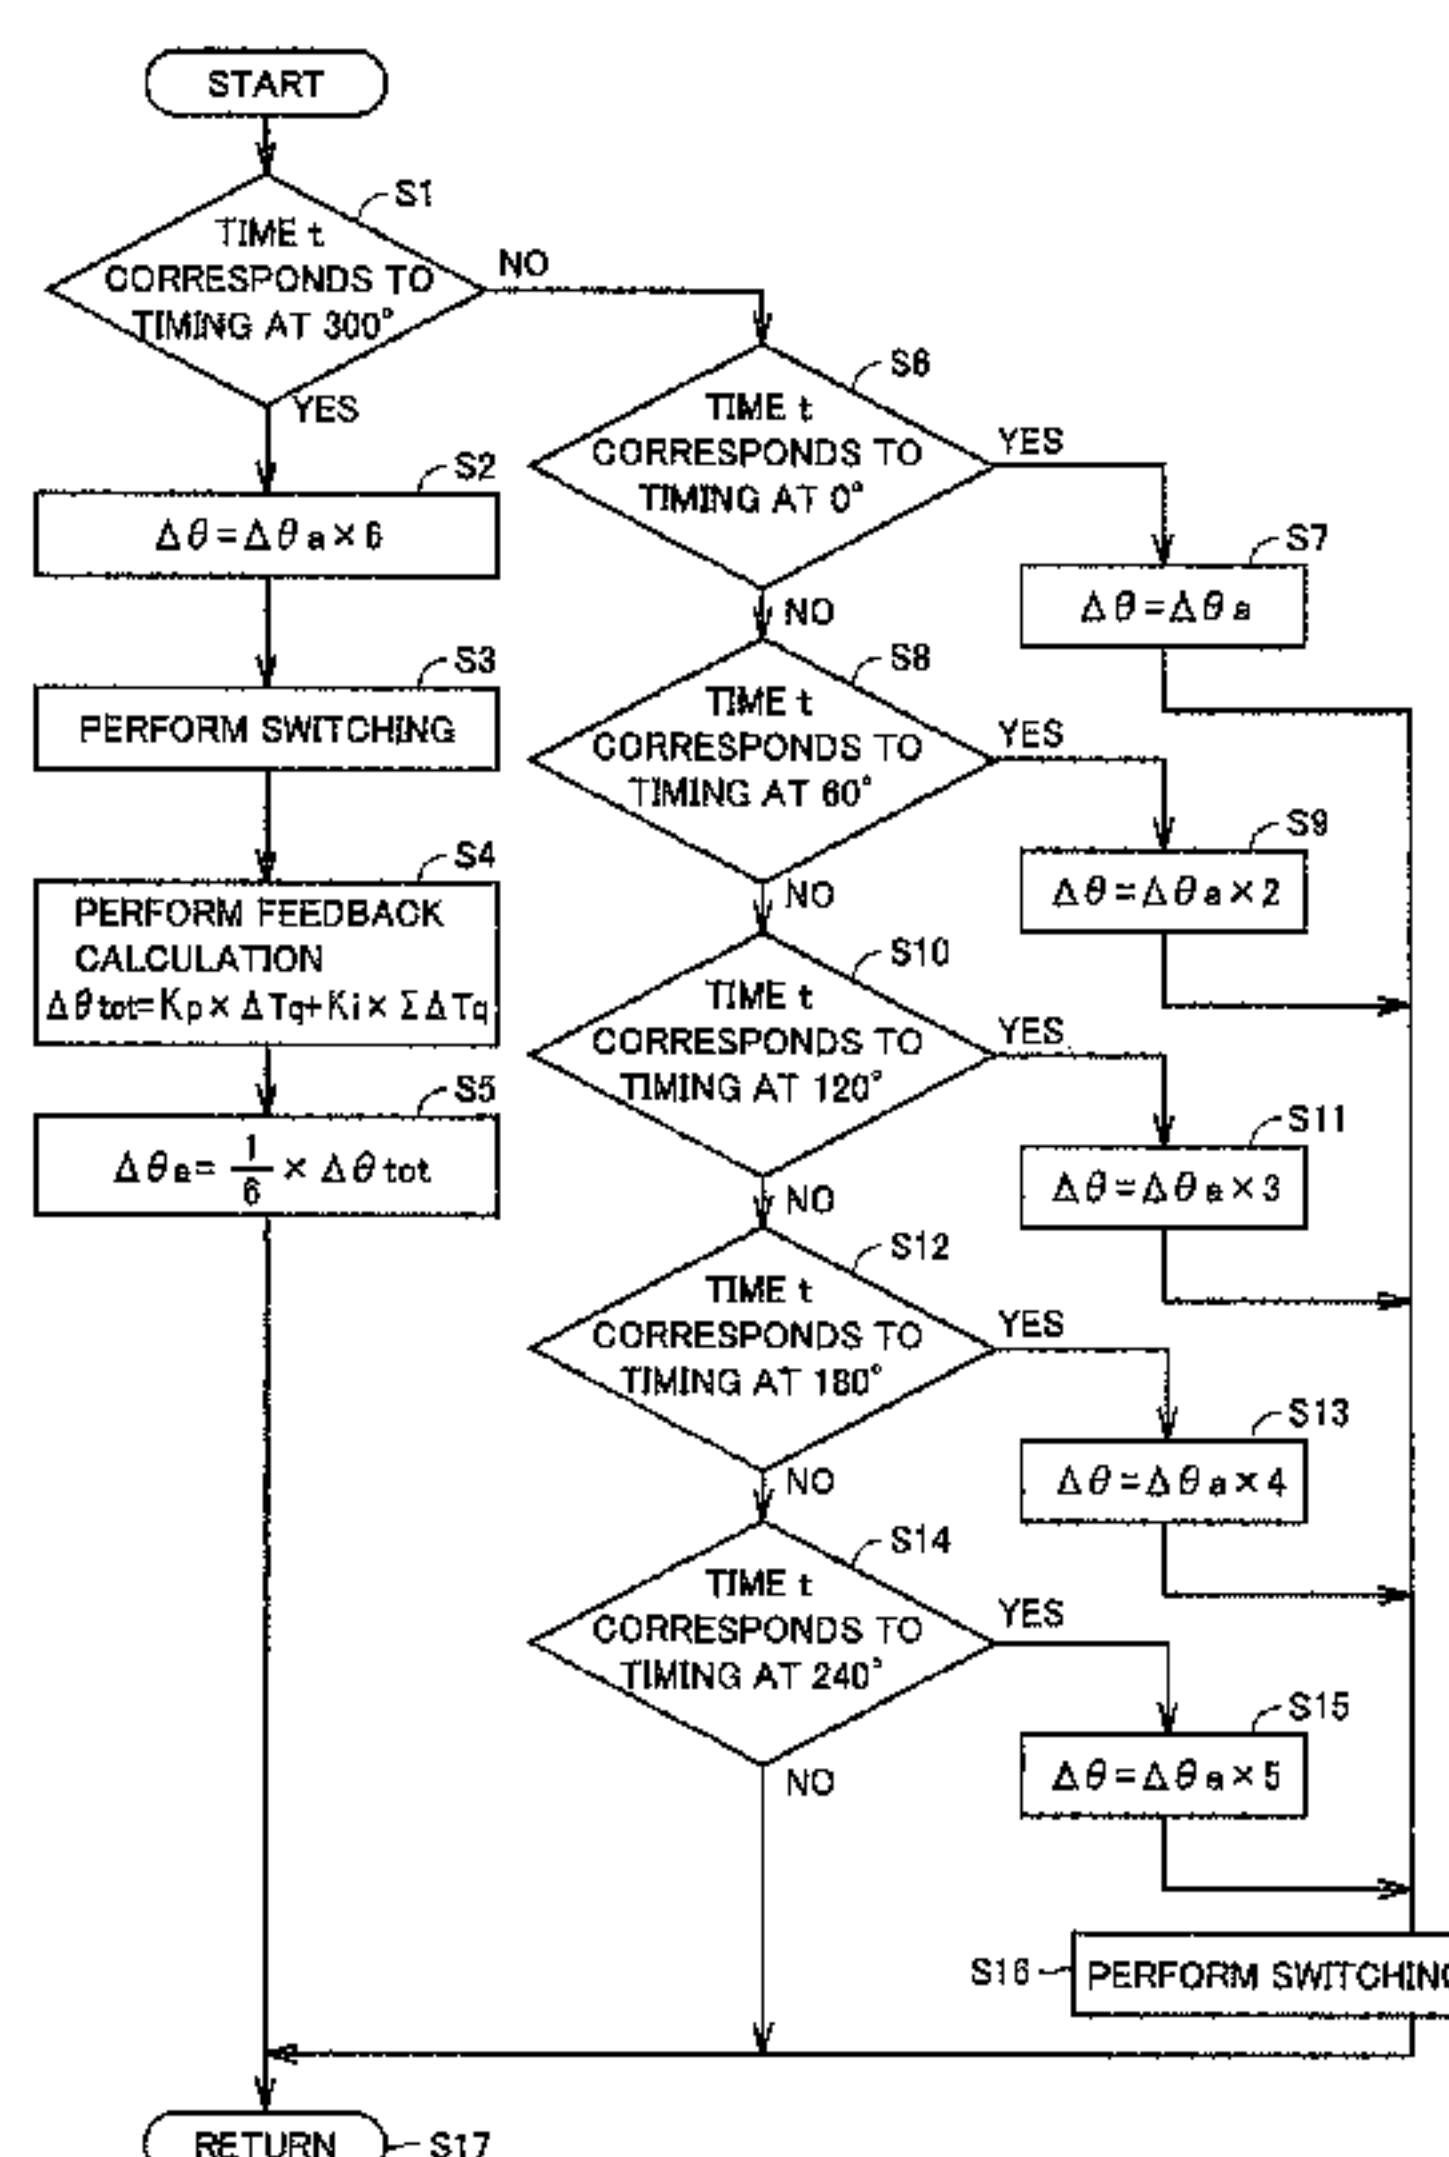 START
S1
TIME t
CORRESPONDS TO
TIMING AT 300°
NO
YES
S2
Δθ=Δθa×6
S3
PERFORM SWITCHING
S4
PERFORM FEEDBACK
CALCULATION
Δθtot=Kp×ΔTq+Ki×ΣΔTq
S5
Δθa= 1/6 ×Δθtot
S6
TIME t
CORRESPONDS TO
TIMING AT 0°
YES
NO
S7
Δθ=Δθa
S8
TIME t
CORRESPONDS TO
TIMING AT 60°
YES
NO
S9
Δθ=Δθa×2
S10
TIME t
CORRESPONDS TO
TIMING AT 120°
YES
NO
S11
Δθ=Δθa×3
S12
TIME t
CORRESPONDS TO
TIMING AT 180°
YES
NO
S13
Δθ=Δθa×4
S14
TIME t
CORRESPONDS TO
TIMING AT 240°
YES
NO
S15
Δθ=Δθa×5
S16
PERFORM SWITCHING
RETURN
S17